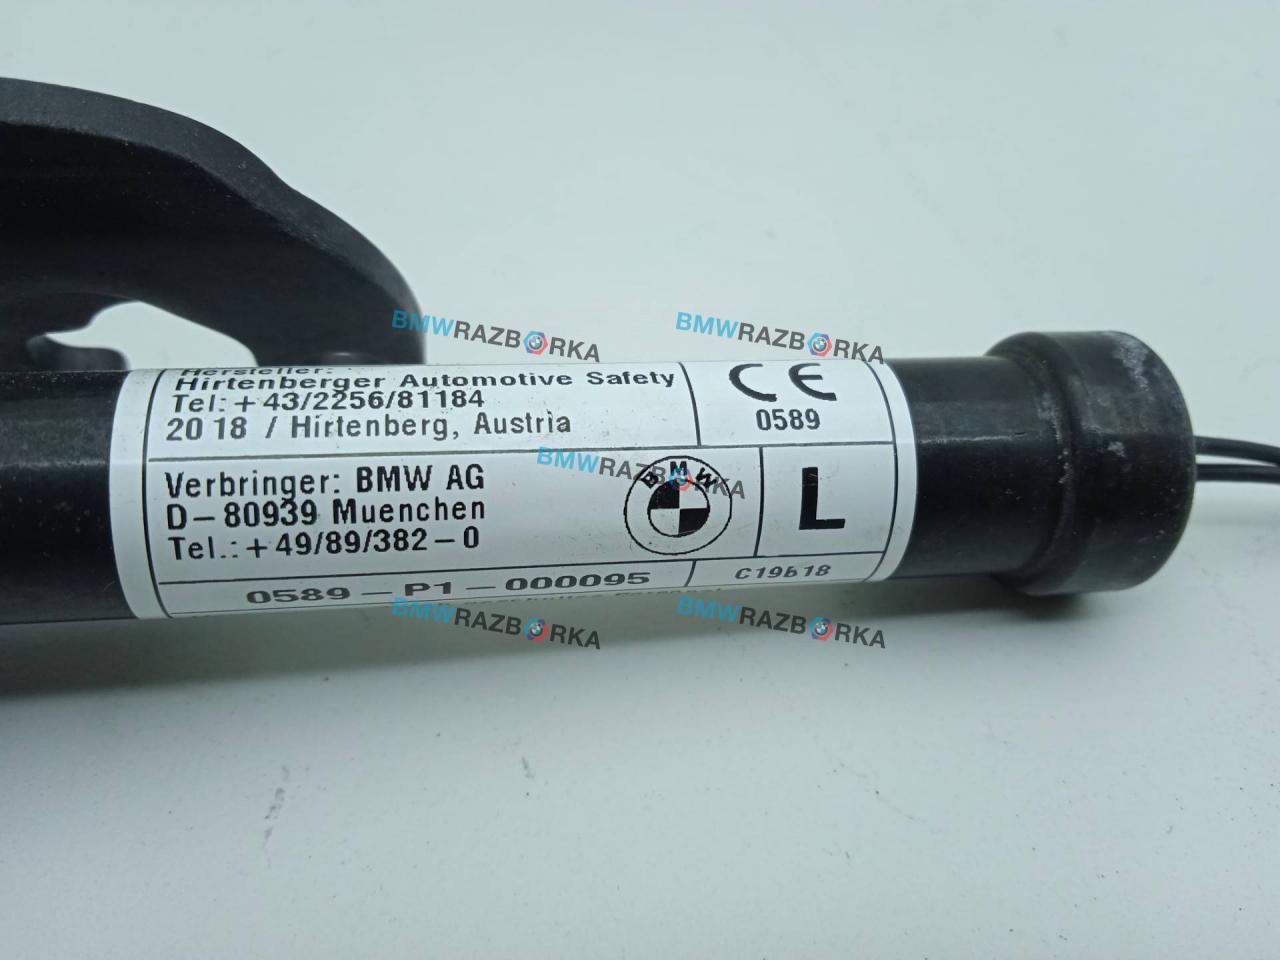 Hersteller:
Hirtenberger Automotive Safety
Tel: +43/2256/81184
2018 / Hirtenberg, Austria
CE
0589
Verbringer: BMW AG
D-80939 Muenchen
Tel.: +49/89/382-0
BMW
L
0589-P1-000095
C19b18
BMWRAZBORKA
BMWRAZBORKA
BMWRAZBORKA
BMWRAZBORKA
BMWRAZBORKA